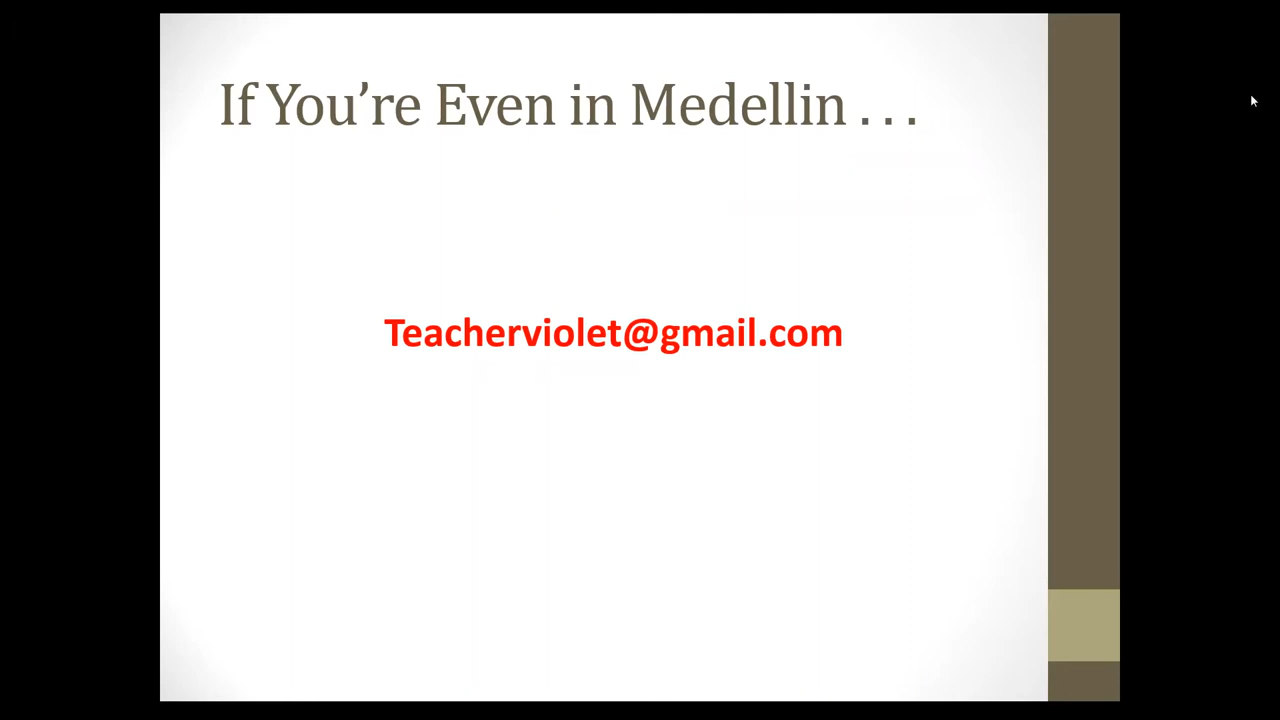 If You’re Even in Medellin . . .
Teacherviolet@gmail.com